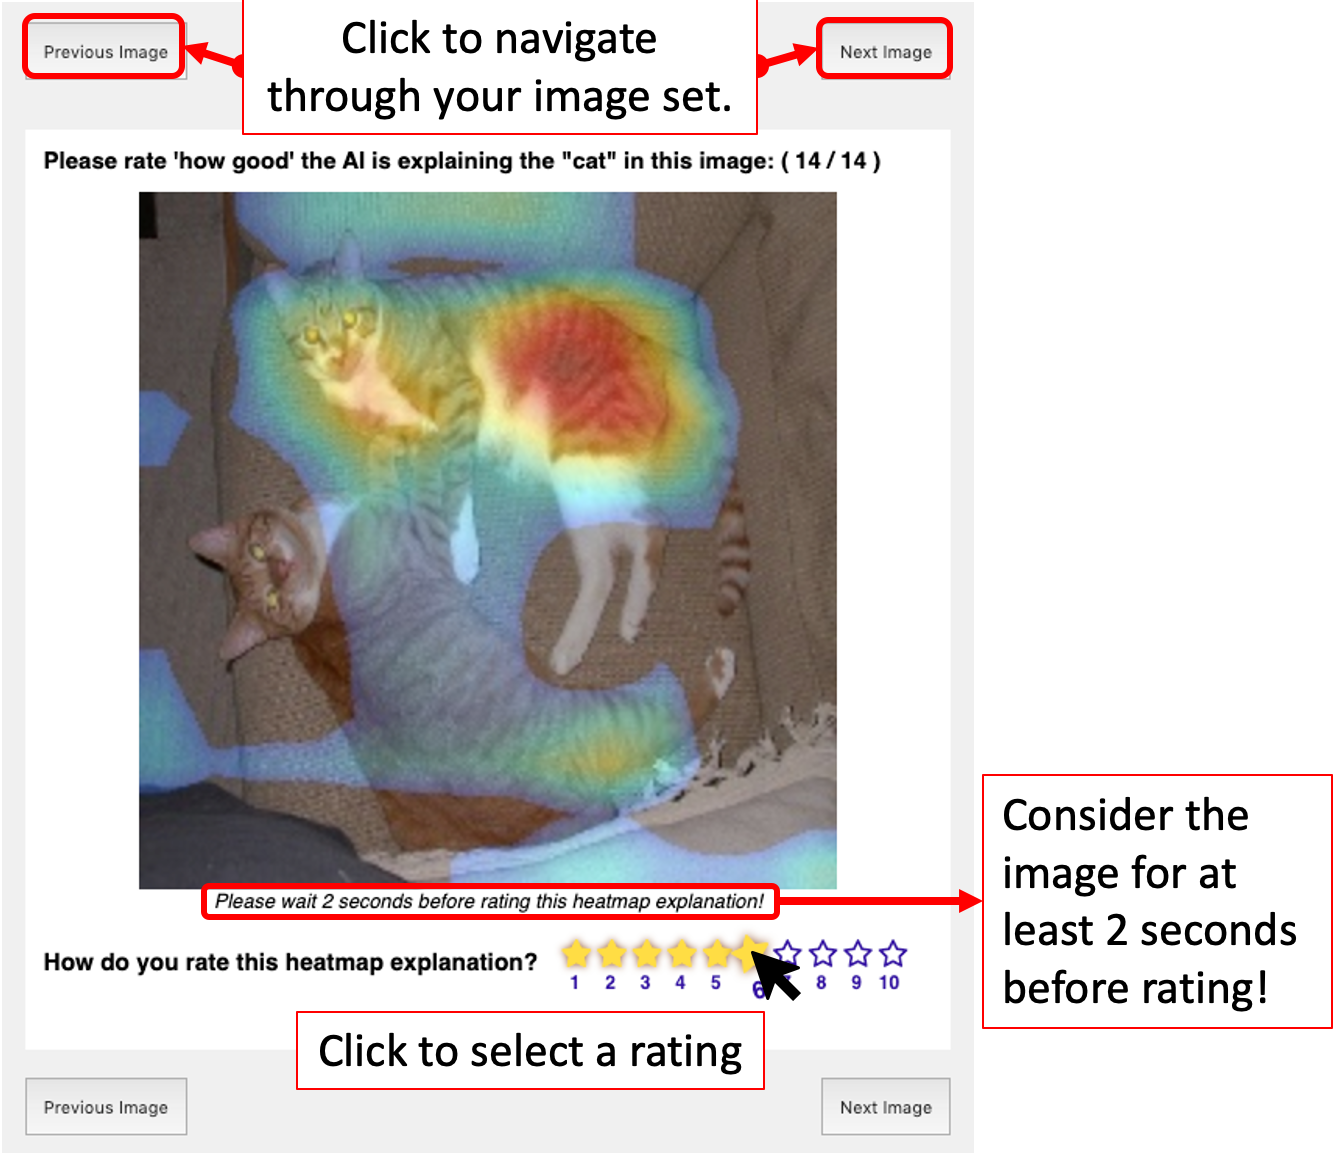 Previous Image
Click to navigate
through your image set.
Next Image
Please rate 'how good' the AI is explaining the "cat" in this image: ( 14 / 14 )
Please wait 2 seconds before rating this heatmap explanation!
Consider the
image for at
least 2 seconds
before rating!
How do you rate this heatmap explanation?
1 2 3 4 5 6 7 8 9 10
Click to select a rating
Previous Image
Next Image